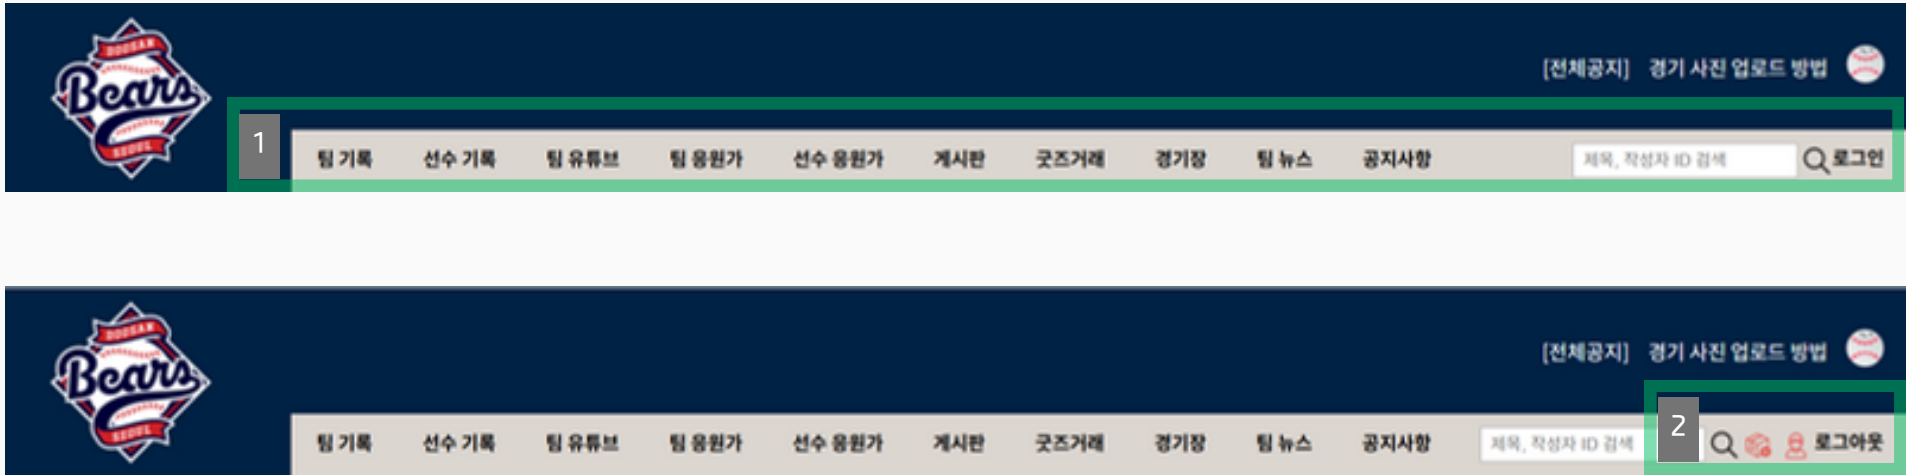 DOOSAN
Bears
SEOUL
[전체공지] 경기 사진 업로드 방법
1
팀 기록 선수 기록 팀 유튜브 팀 응원가 선수 응원가 게시판 굿즈거래 경기장 팀 뉴스 공지사항 제목, 작성자 ID 검색 로그인
DOOSAN
Bears
SEOUL
[전체공지] 경기 사진 업로드 방법
2
팀 기록 선수 기록 팀 유튜브 팀 응원가 선수 응원가 게시판 굿즈거래 경기장 팀 뉴스 공지사항 제목, 작성자 ID 검색 로그아웃